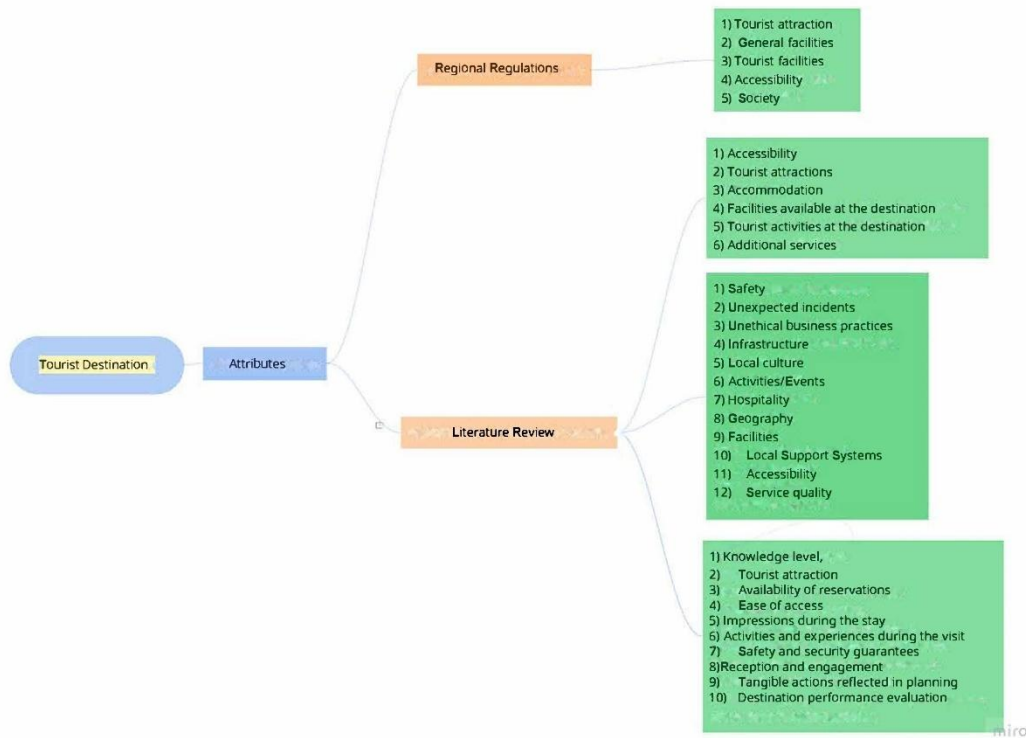 Tourist Destination
Attributes
Regional Regulations
1) Tourist attraction
2) General facilities
3) Tourist facilities
4) Accessibility
5) Society
Literature Review
1) Accessibility
2) Tourist attractions
3) Accommodation
4) Facilities available at the destination
5) Tourist activities at the destination
6) Additional services
1) Safety
2) Unexpected incidents
3) Unethical business practices
4) Infrastructure
5) Local culture
6) Activities/Events
7) Hospitality
8) Geography
9) Facilities
10) Local Support Systems
11) Accessibility
12) Service quality
1) Knowledge level,
2) Tourist attraction
3) Availability of reservations
4) Ease of access
5) Impressions during the stay
6) Activities and experiences during the visit
7) Safety and security guarantees
8)Reception and engagement
9) Tangible actions reflected in planning
10) Destination performance evaluation
miro